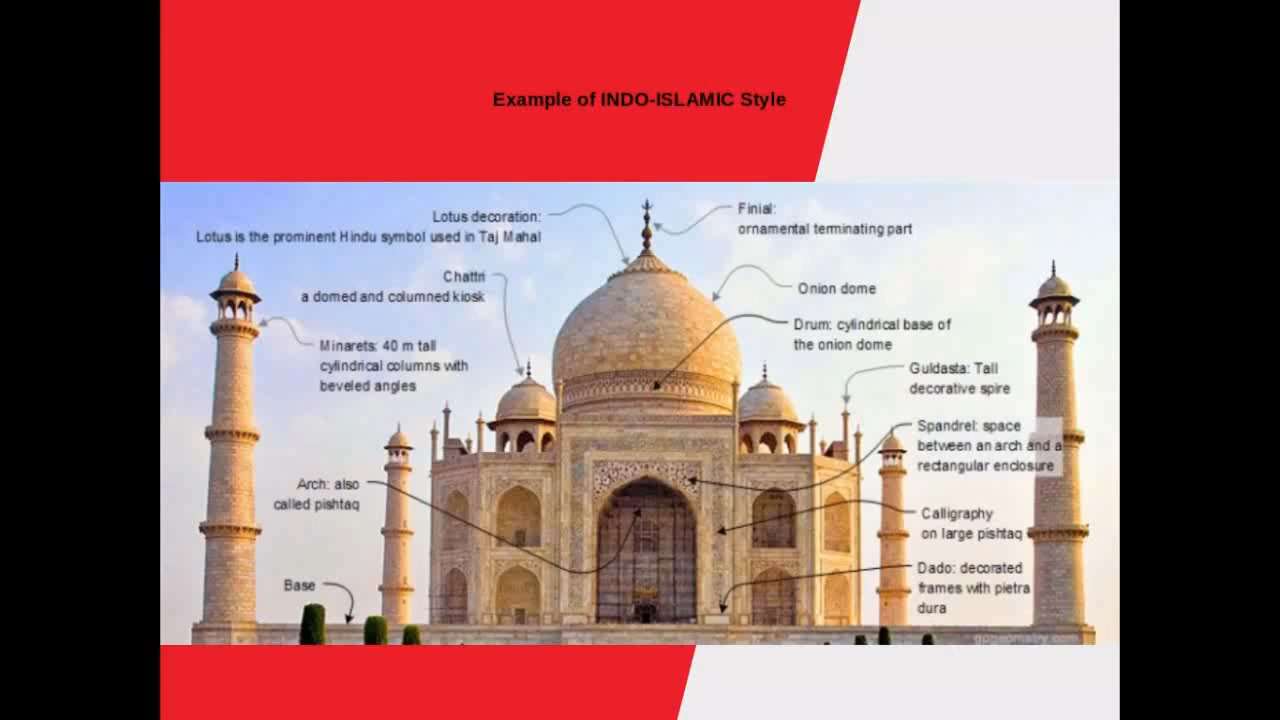 Example of INDO-ISLAMIC Style
Lotus decoration:
Lotus is the prominent Hindu symbol used in Taj Mahal
Finial:
ornamental terminating part
Chattri
a domed and columned kiosk
Onion dome
Drum: cylindrical base of
the onion dome
Minarets: 40 m tall
cylindrical columns with
beveled angles
Guldasta: Tall
decorative spire
Spandrel: space
between an arch and a
rectangular enclosure
Arch: also
called pishtaq
Calligraphy
on large pishtaq
Dado: decorated
frames with pietra
dura
Base
gogeometry.com